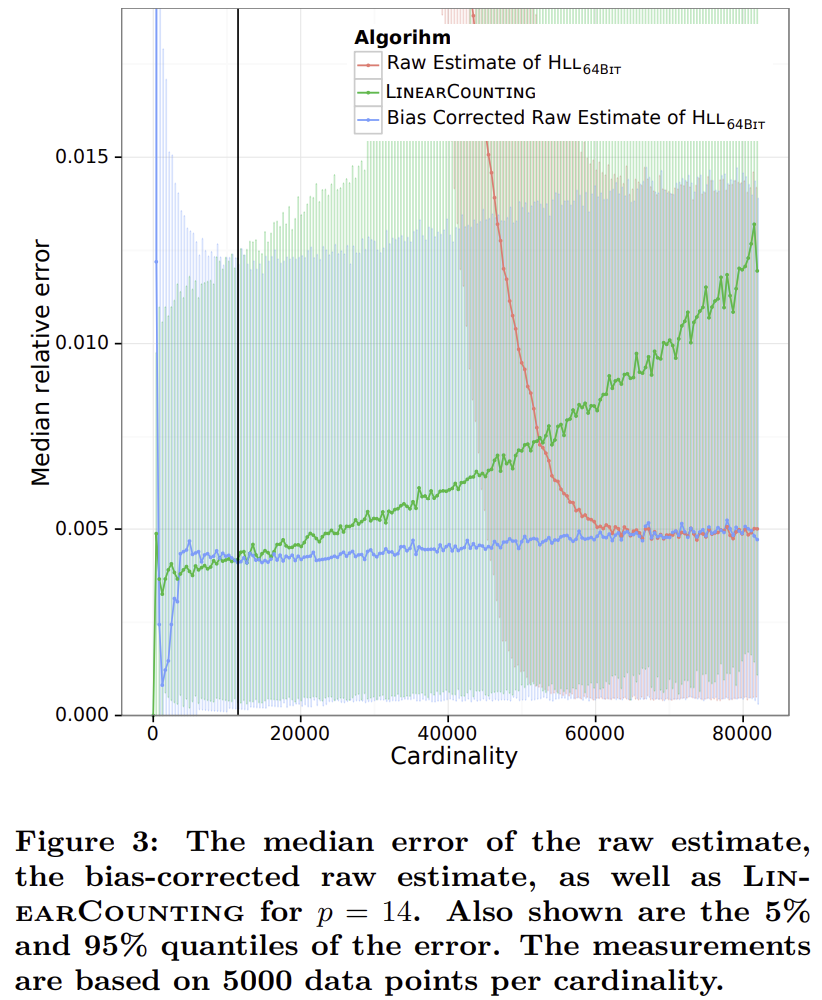 Algorihm
Raw Estimate of HLL64BIT
LINEARCOUNTING
Bias Corrected Raw Estimate of HLL64BIT
0.015
0.010
0.005
0.000
Median relative error
0 20000 40000 60000 80000
Cardinality
Figure 3: The median error of the raw estimate,
the bias-corrected raw estimate, as well as LIN-
EARCOUNTING for p = 14. Also shown are the 5%
and 95% quantiles of the error. The measurements
are based on 5000 data points per cardinality.